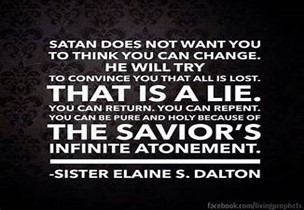 SATAN DOES NOT WANT YOU
TO THINK YOU CAN CHANGE.
HE WILL TRY
TO CONVINCE YOU THAT ALL IS LOST.
THAT IS A LIE.
YOU CAN RETURN. YOU CAN REPENT.
YOU CAN BE PURE AND HOLY BECAUSE OF
THE SAVIOR'S
INFINITE ATONEMENT.
-SISTER ELAINE S. DALTON
facebook.com/livingprophets